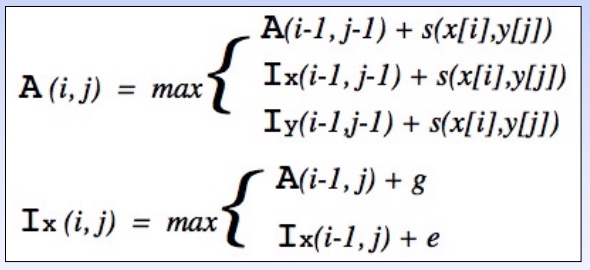 A(i-1, j-1) + s(x[i],y[j])
A (i, j) = max { Ix(i-1, j-1) + s(x[i],y[j])
Iy(i-1,j-1) + s(x[i],y[j])
A(i-1, j) + g
Ix (i, j) = max {
Ix(i-1, j) + e